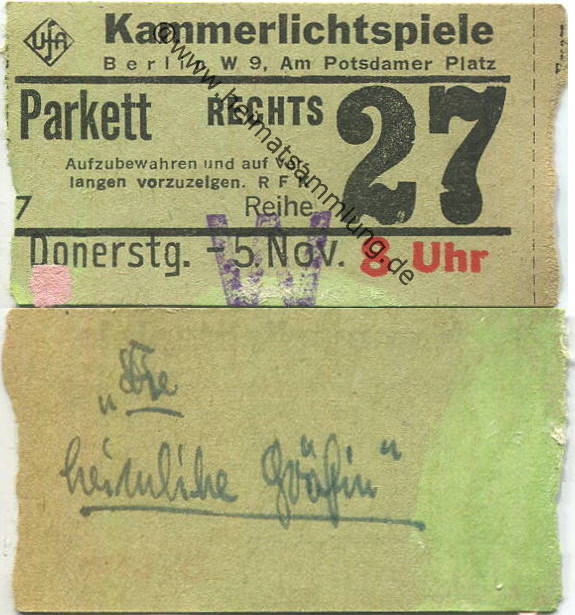 Ufa
Kammerlichtspiele
Berlin W 9, Am Potsdamer Platz
Parkett RECHTS 27
Aufzubewahren und auf Ver-
langen vorzuzeigen. R F K
7 Reihe
Donerstg. -5. Nov. 8 Uhr
W
© www.heimatsammlung.de
„Die
heimliche Gräfin"